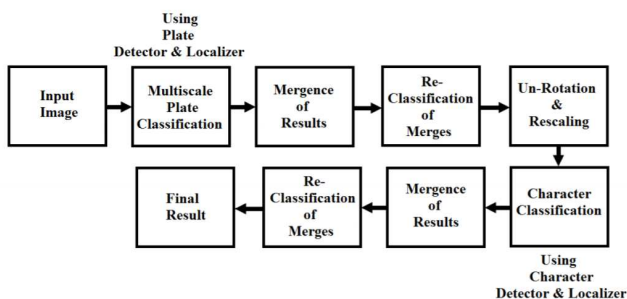 Using
Plate
Detector & Localizer
Input
Image
Multiscale
Plate
Classification
Mergence
of
Results
Re-
Classification
of
Merges
Un-Rotation
&
Rescaling
Final
Result
Re-
Classification
of
Merges
Mergence
of
Results
Character
Classification
Using
Character
Detector & Localizer